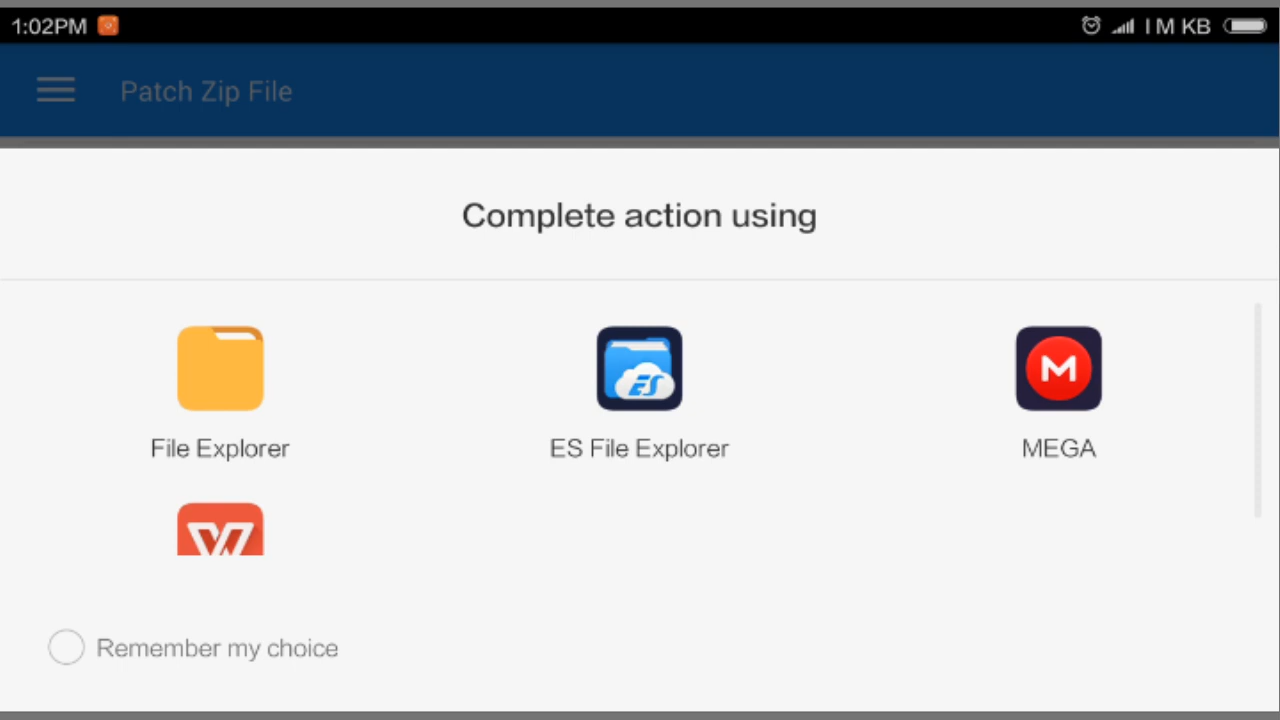 1:02PM I M KB
Patch Zip File
Complete action using
File Explorer
ES File Explorer
MEGA
Remember my choice